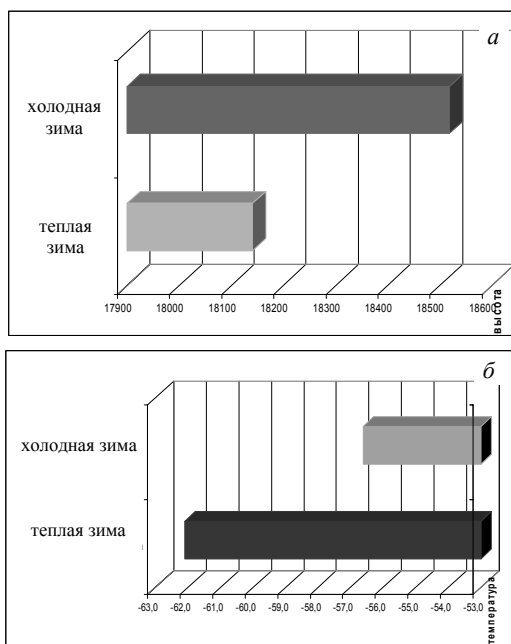 а
холодная
зима
теплая
зима
17900 18000 18100 18200 18300 18400 18500 18600
высота
б
холодная зима
теплая зима
-63,0 -62,0 -61,0 -60,0 -59,0 -58,0 -57,0 -56,0 -55,0 -54,0 -53,0
температура